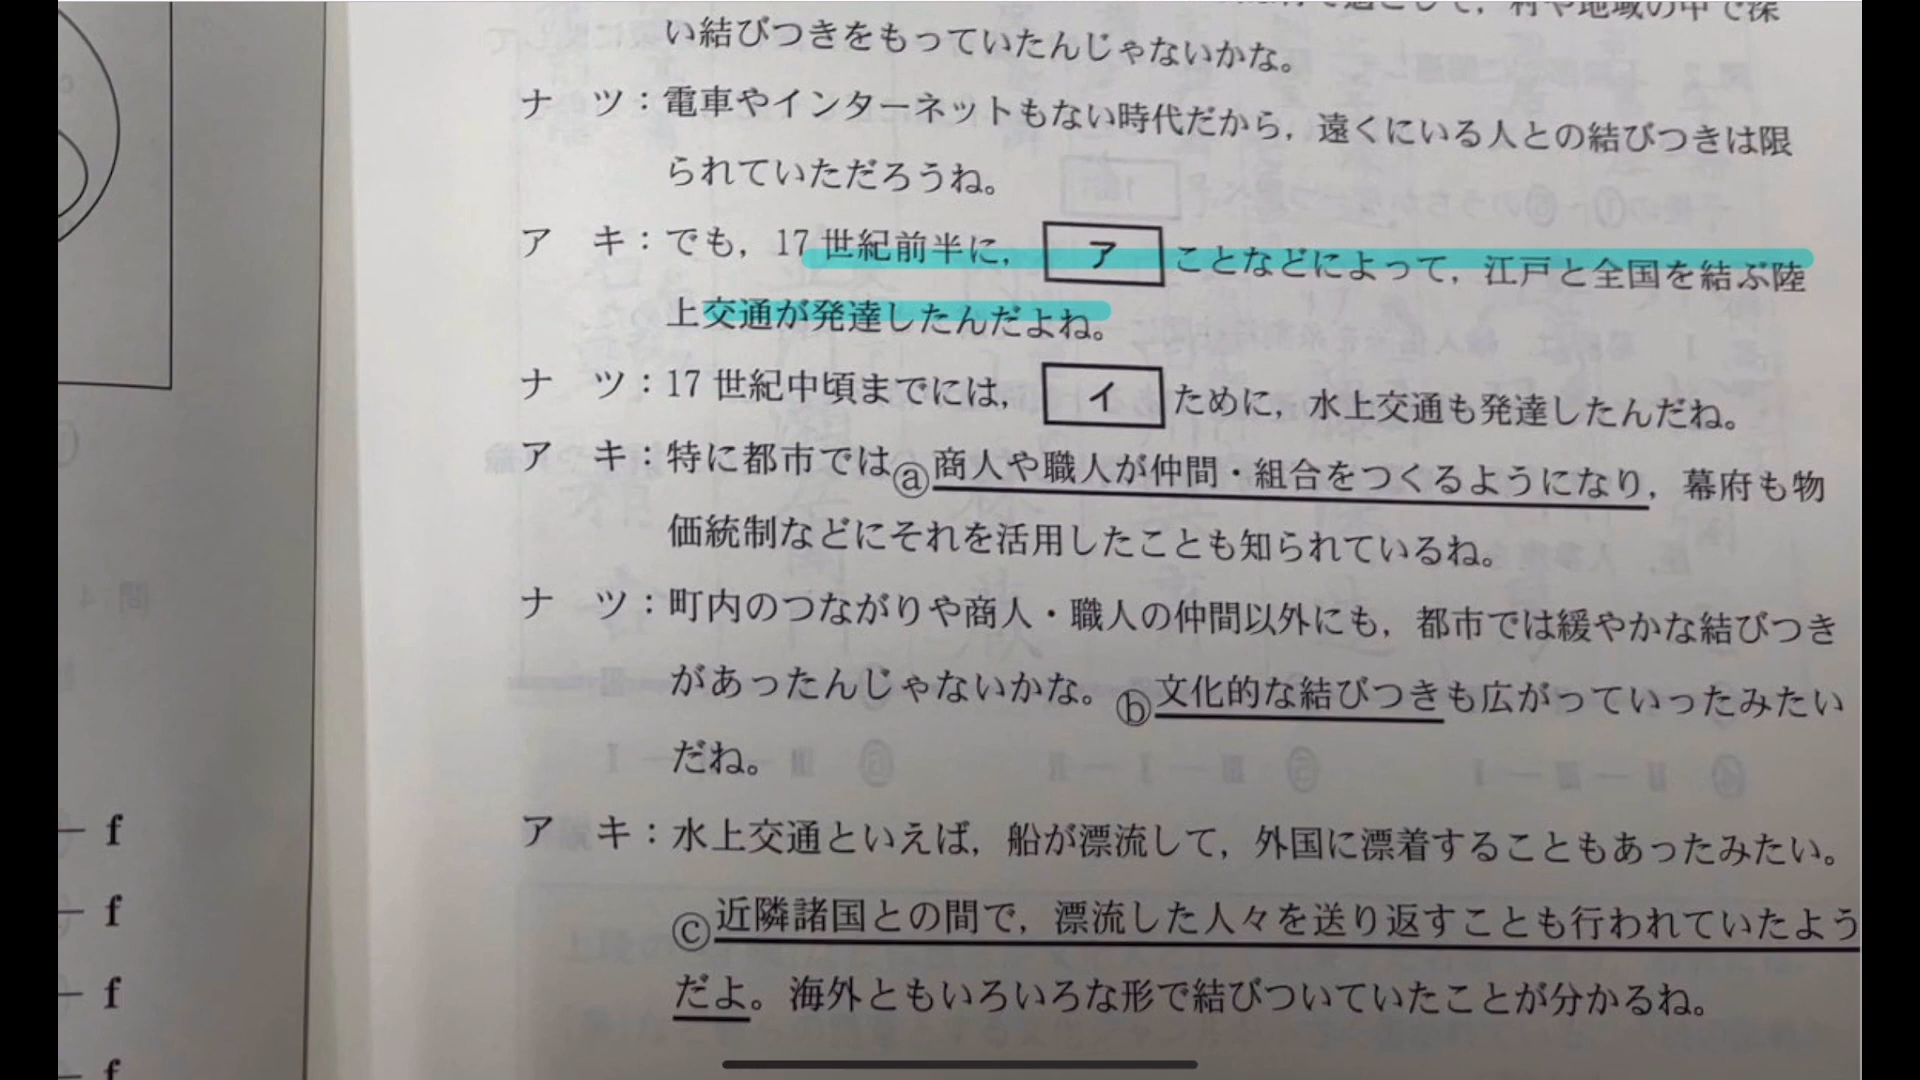 い結びつきをもっていたんじゃないかな。
ナ ツ：電車やインターネットもない時代だから，遠くにいる人との結びつきは限
られていただろうね。
ア キ：でも，17 世紀前半に， ア ことなどによって，江戸と全国を結ぶ陸
上交通が発達したんだよね。
ナ ツ：17 世紀中頃までには， イ ために，水上交通も発達したんだね。
ア キ：特に都市ではⓐ商人や職人が仲間・組合をつくるようになり，幕府も物
価統制などにそれを活用したことも知られているね。
ナ ツ：町内のつながりや商人・職人の仲間以外にも，都市では緩やかな結びつき
があったんじゃないかな。ⓑ文化的な結びつきも広がっていったみたい
だね。
ア キ：水上交通といえば，船が漂流して，外国に漂着することもあったみたい。
ⓒ近隣諸国との間で，漂流した人々を送り返すことも行われていたよう
だよ。海外ともいろいろな形で結びついていたことが分かるね。
— f
— f
— f
— f